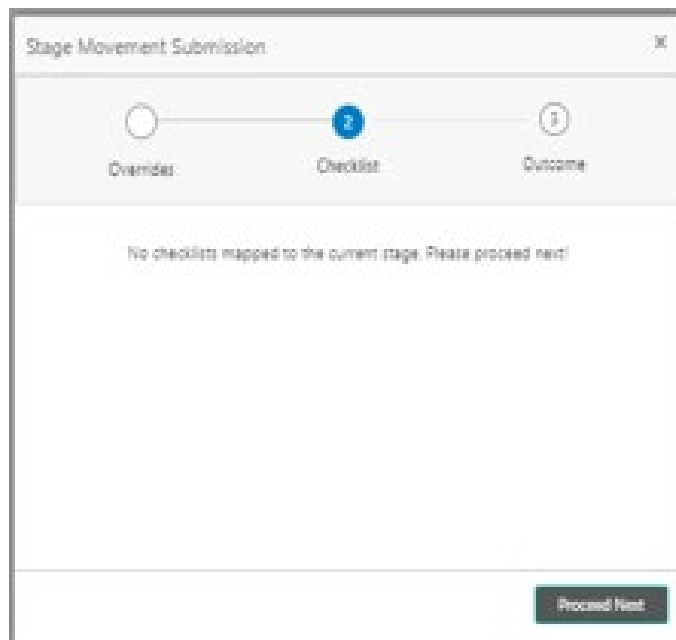 Stage Movement Submission
X
2
3
Overrides
Checklist
Outcome
No checklists mapped to the current stage. Please proceed next!
Proceed Next